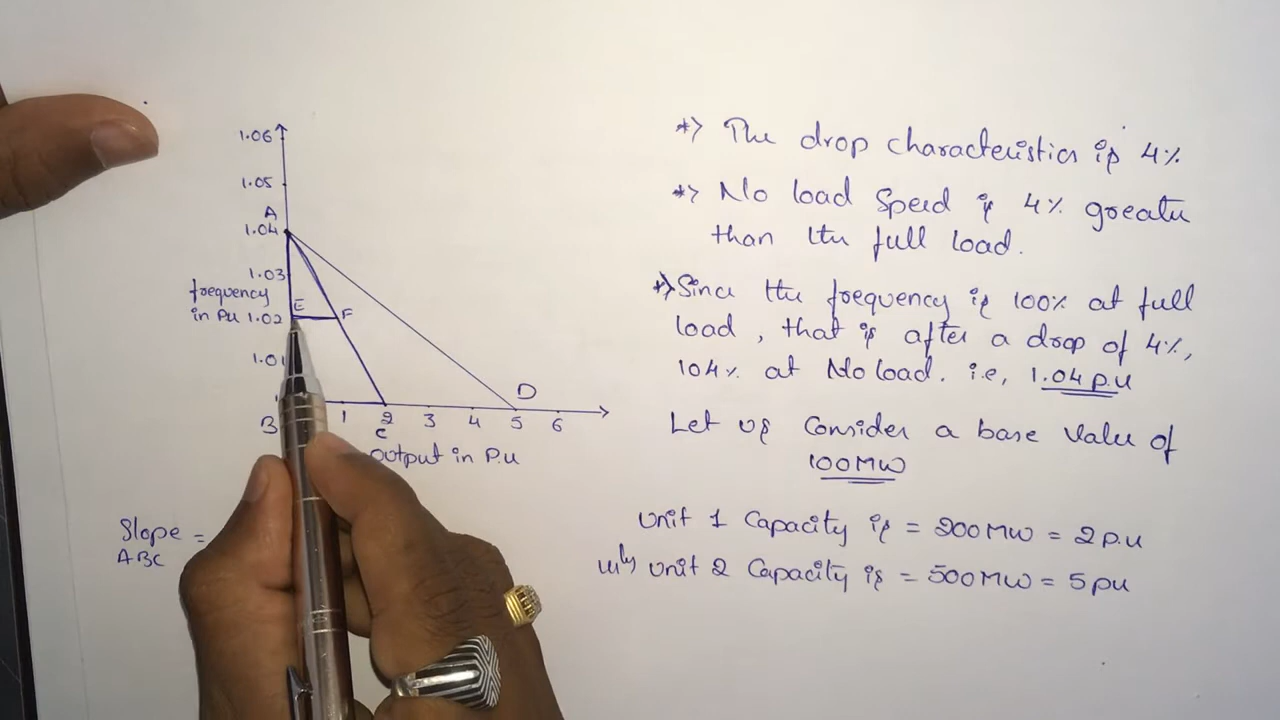 1.06
1.05
A
1.04
1.03
frequency
in Pu 1.02
E
F
1.01
B
1 2 3 4 5 6
C
D
output in P.u
Slope =
ABC
*> The drop characteristics is 4%
*> No load Speed is 4% greater
than the full load.
*> Since the frequency is 100% at full
load, that is after a drop of 4%,
104% at No load. i.e, 1.04 p.u
Let us Consider a base Value of
100MW
Unit 1 Capacity is = 200MW = 2 p.u
lly Unit 2 Capacity is = 500MW = 5 pu